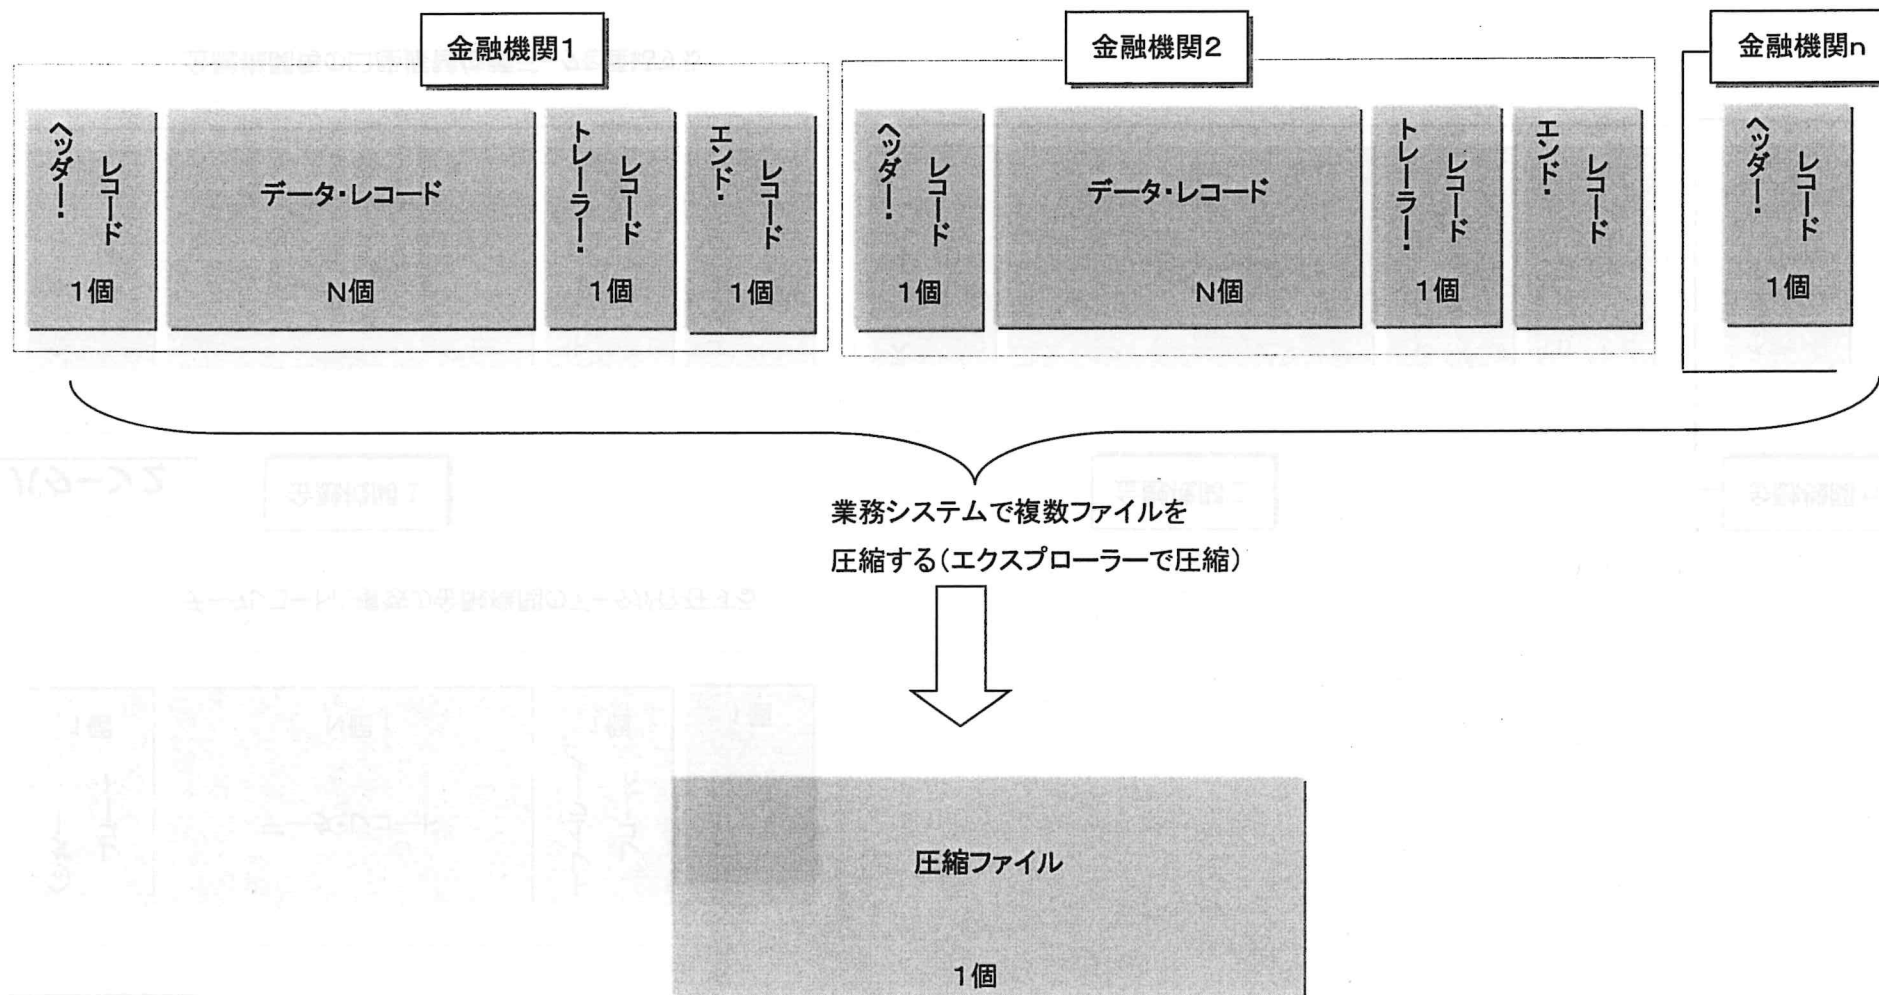 金融機関1
金融機関2
金融機関n
ヘッダー・
レコード
1個
データ・レコード
N個
トレーラー・
レコード
1個
エンド・
レコード
1個
ヘッダー・
レコード
1個
データ・レコード
N個
トレーラー・
レコード
1個
エンド・
レコード
ヘッダー・
レコード
1個
業務システムで複数ファイルを
圧縮する(エクスプローラーで圧縮)
圧縮ファイル
1個